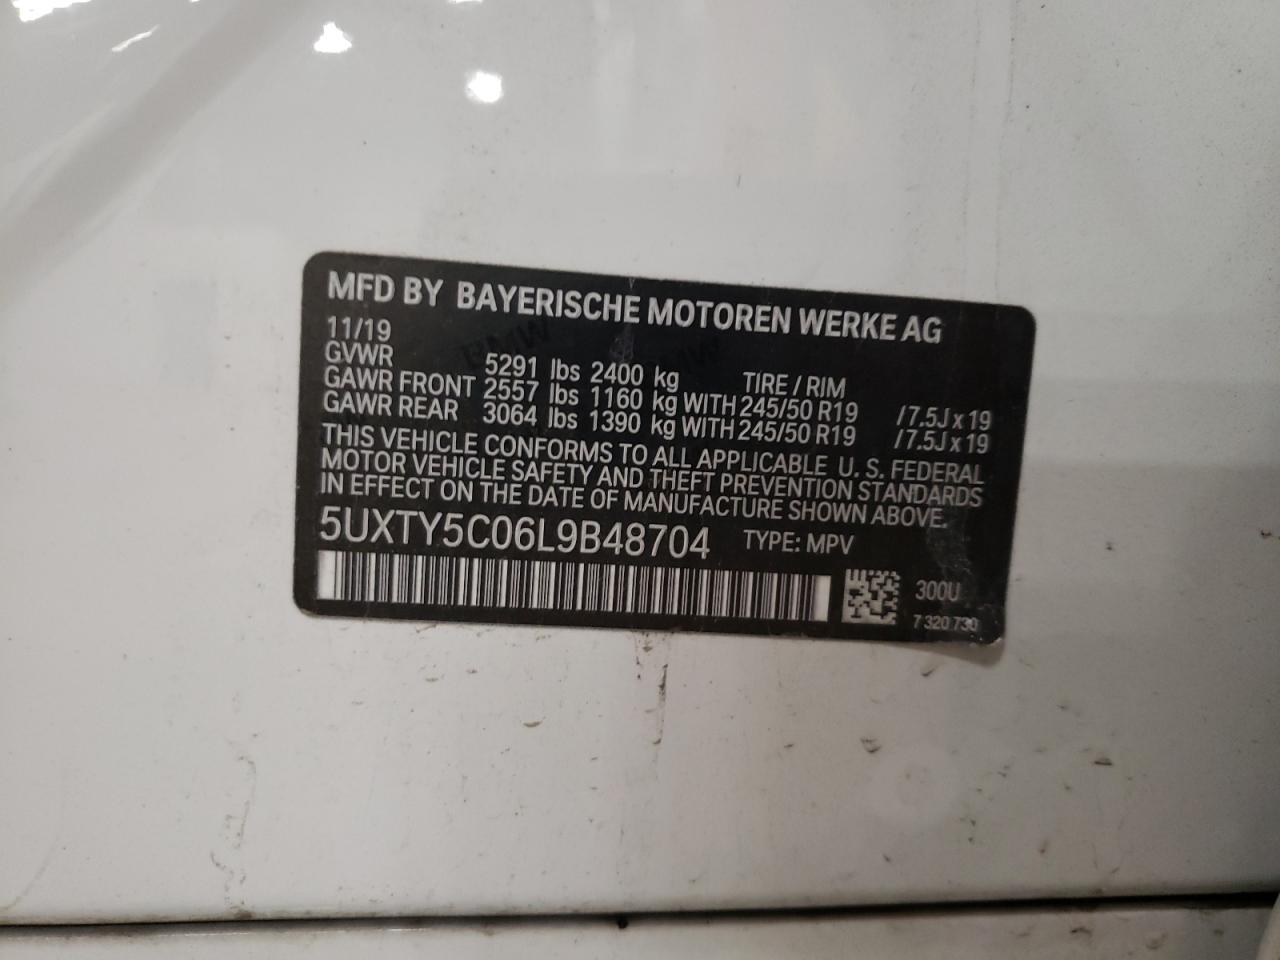 MFD BY BAYERISCHE MOTOREN WERKE AG
11/19
GVWR 5291 lbs 2400 kg TIRE / RIM
GAWR FRONT 2557 lbs 1160 kg WITH 245/50 R19 /7.5J x 19
GAWR REAR 3064 lbs 1390 kg WITH 245/50 R19 /7.5J x 19
THIS VEHICLE CONFORMS TO ALL APPLICABLE U. S. FEDERAL
MOTOR VEHICLE SAFETY AND THEFT PREVENTION STANDARDS
IN EFFECT ON THE DATE OF MANUFACTURE SHOWN ABOVE.
5UXTY5C06L9B48704 TYPE: MPV
300U
7 320 730